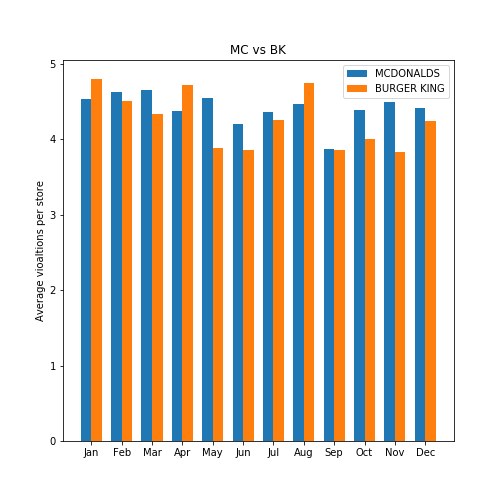 MC vs BK
MCDONALDS
BURGER KING
Average vioaltions per store
5
4
3
2
1
0
Jan Feb Mar Apr May Jun Jul Aug Sep Oct Nov Dec